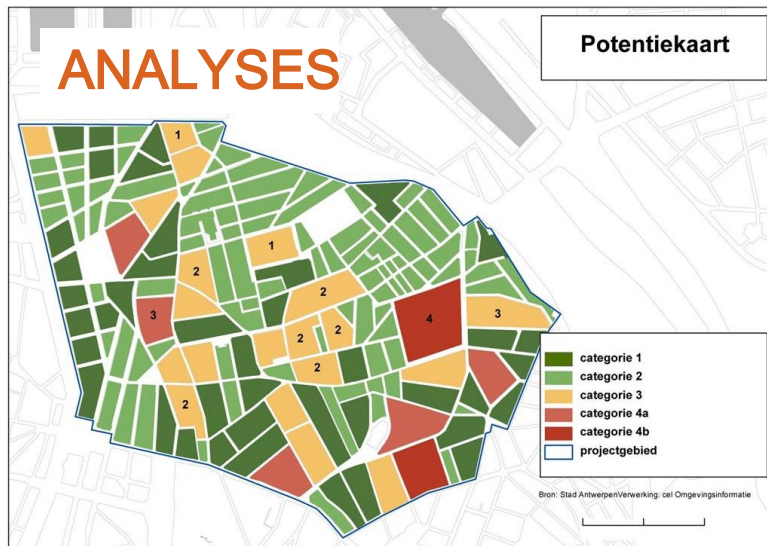 ANALYSES
Potentiekaart
1
1
2
2
3
2
2
4
3
2
2
categorie 1
categorie 2
categorie 3
categorie 4a
categorie 4b
projectgebied
Bron: Stad AntwerpenVerwerking: cel Omgevingsinformatie